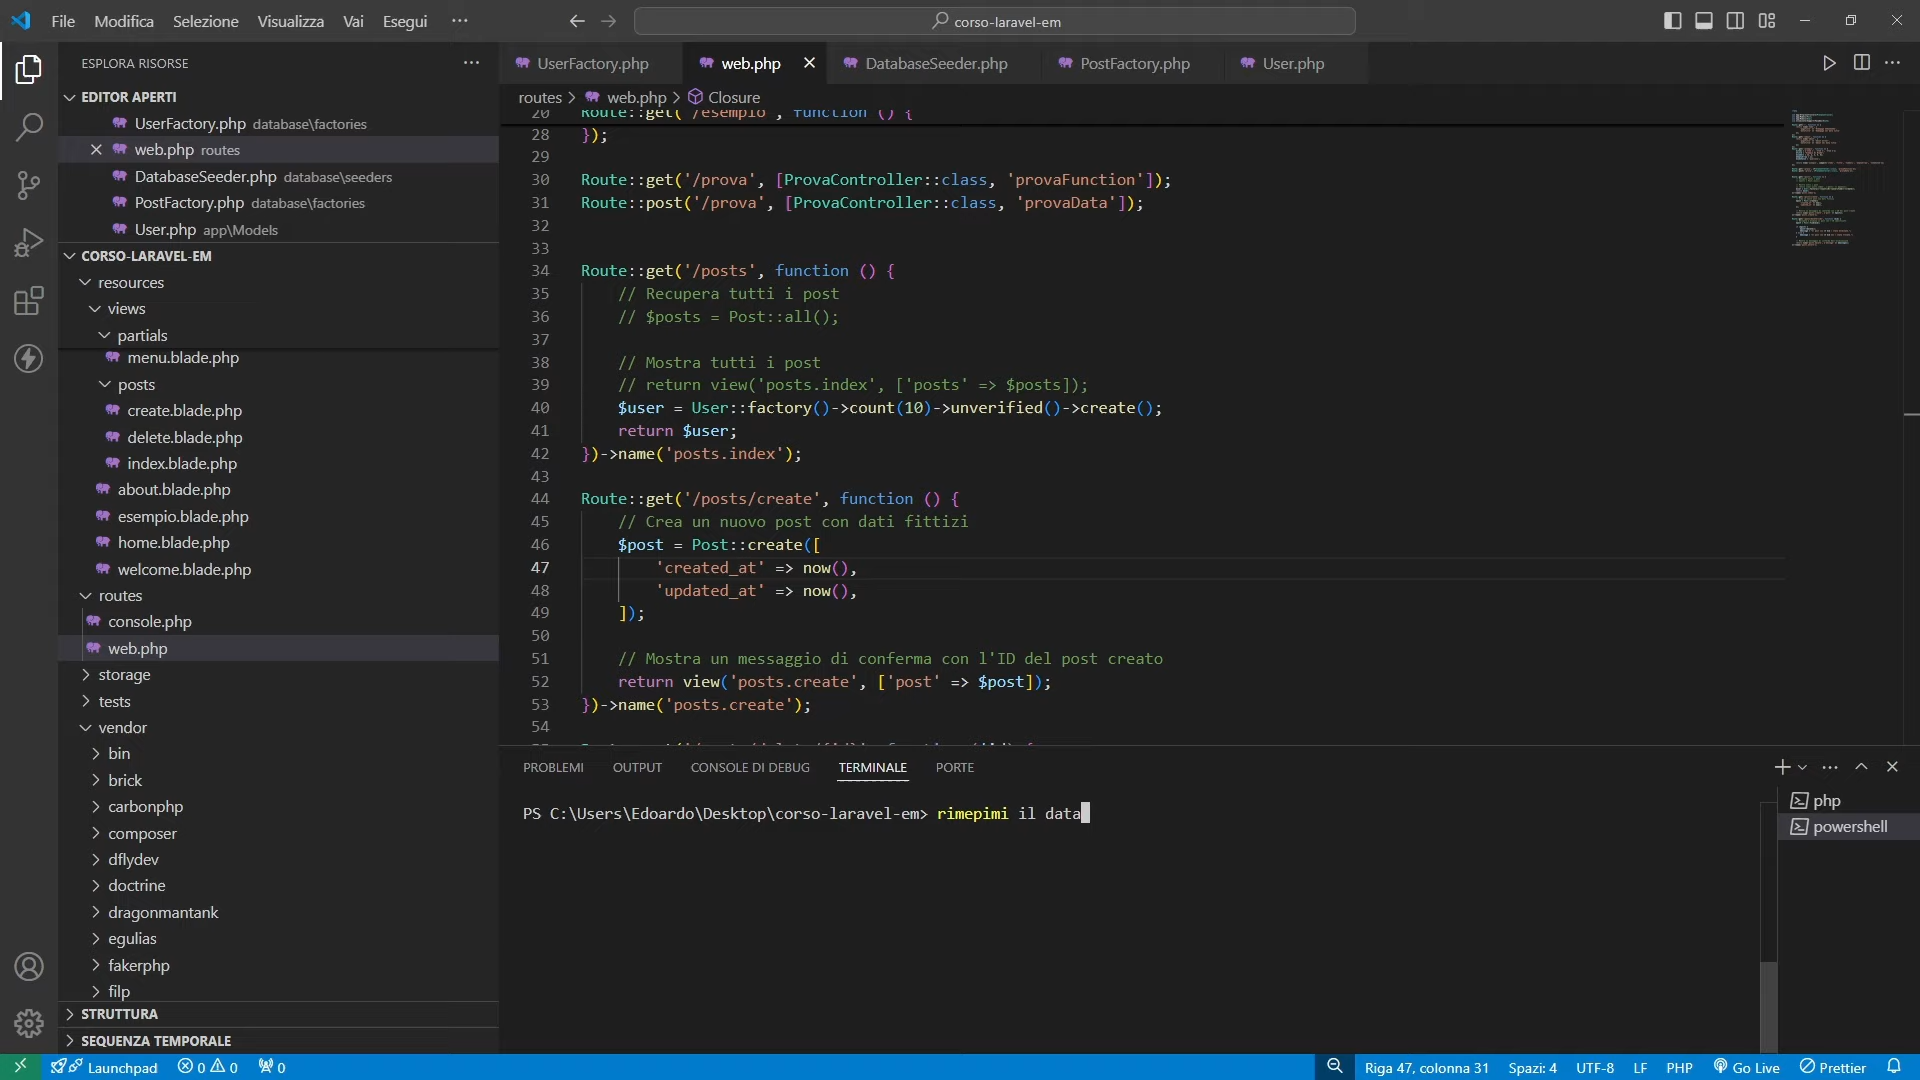 File Modifica Selezione Visualizza Vai Esegui ··· corso-laravel-em
ESPLORA RISORSE ···
EDITOR APERTI
UserFactory.php database\factories
web.php routes
DatabaseSeeder.php database\seeders
PostFactory.php database\factories
User.php app\Models
CORSO-LARAVEL-EM
resources
views
partials
menu.blade.php
posts
create.blade.php
delete.blade.php
index.blade.php
about.blade.php
esempio.blade.php
home.blade.php
welcome.blade.php
routes
console.php
web.php
storage
tests
vendor
bin
brick
carbonphp
composer
dflydev
doctrine
dragonmantank
egulias
fakerphp
filp
STRUTTURA
SEQUENZA TEMPORALE
UserFactory.php web.php DatabaseSeeder.php PostFactory.php User.php
routes > web.php > Closure
20 Route::get('/esempio', function () {
28 });
29
30 Route::get('/prova', [ProvaController::class, 'provaFunction']);
31 Route::post('/prova', [ProvaController::class, 'provaData']);
32
33
34 Route::get('/posts', function () {
35 // Recupera tutti i post
36 // $posts = Post::all();
37
38 // Mostra tutti i post
39 // return view('posts.index', ['posts' => $posts]);
40 $user = User::factory()->count(10)->unverified()->create();
41 return $user;
42 })->name('posts.index');
43
44 Route::get('/posts/create', function () {
45 // Crea un nuovo post con dati fittizi
46 $post = Post::create([
47 'created_at' => now(),
48 'updated_at' => now(),
49 ]);
50
51 // Mostra un messaggio di conferma con l'ID del post creato
52 return view('posts.create', ['post' => $post]);
53 })->name('posts.create');
54
PROBLEMI OUTPUT CONSOLE DI DEBUG TERMINALE PORTE
PS C:\Users\Edoardo\Desktop\corso-laravel-em> rimepimi il data
php
powershell
Launchpad 0 0 0 Riga 47, colonna 31 Spazi: 4 UTF-8 LF PHP Go Live Prettier